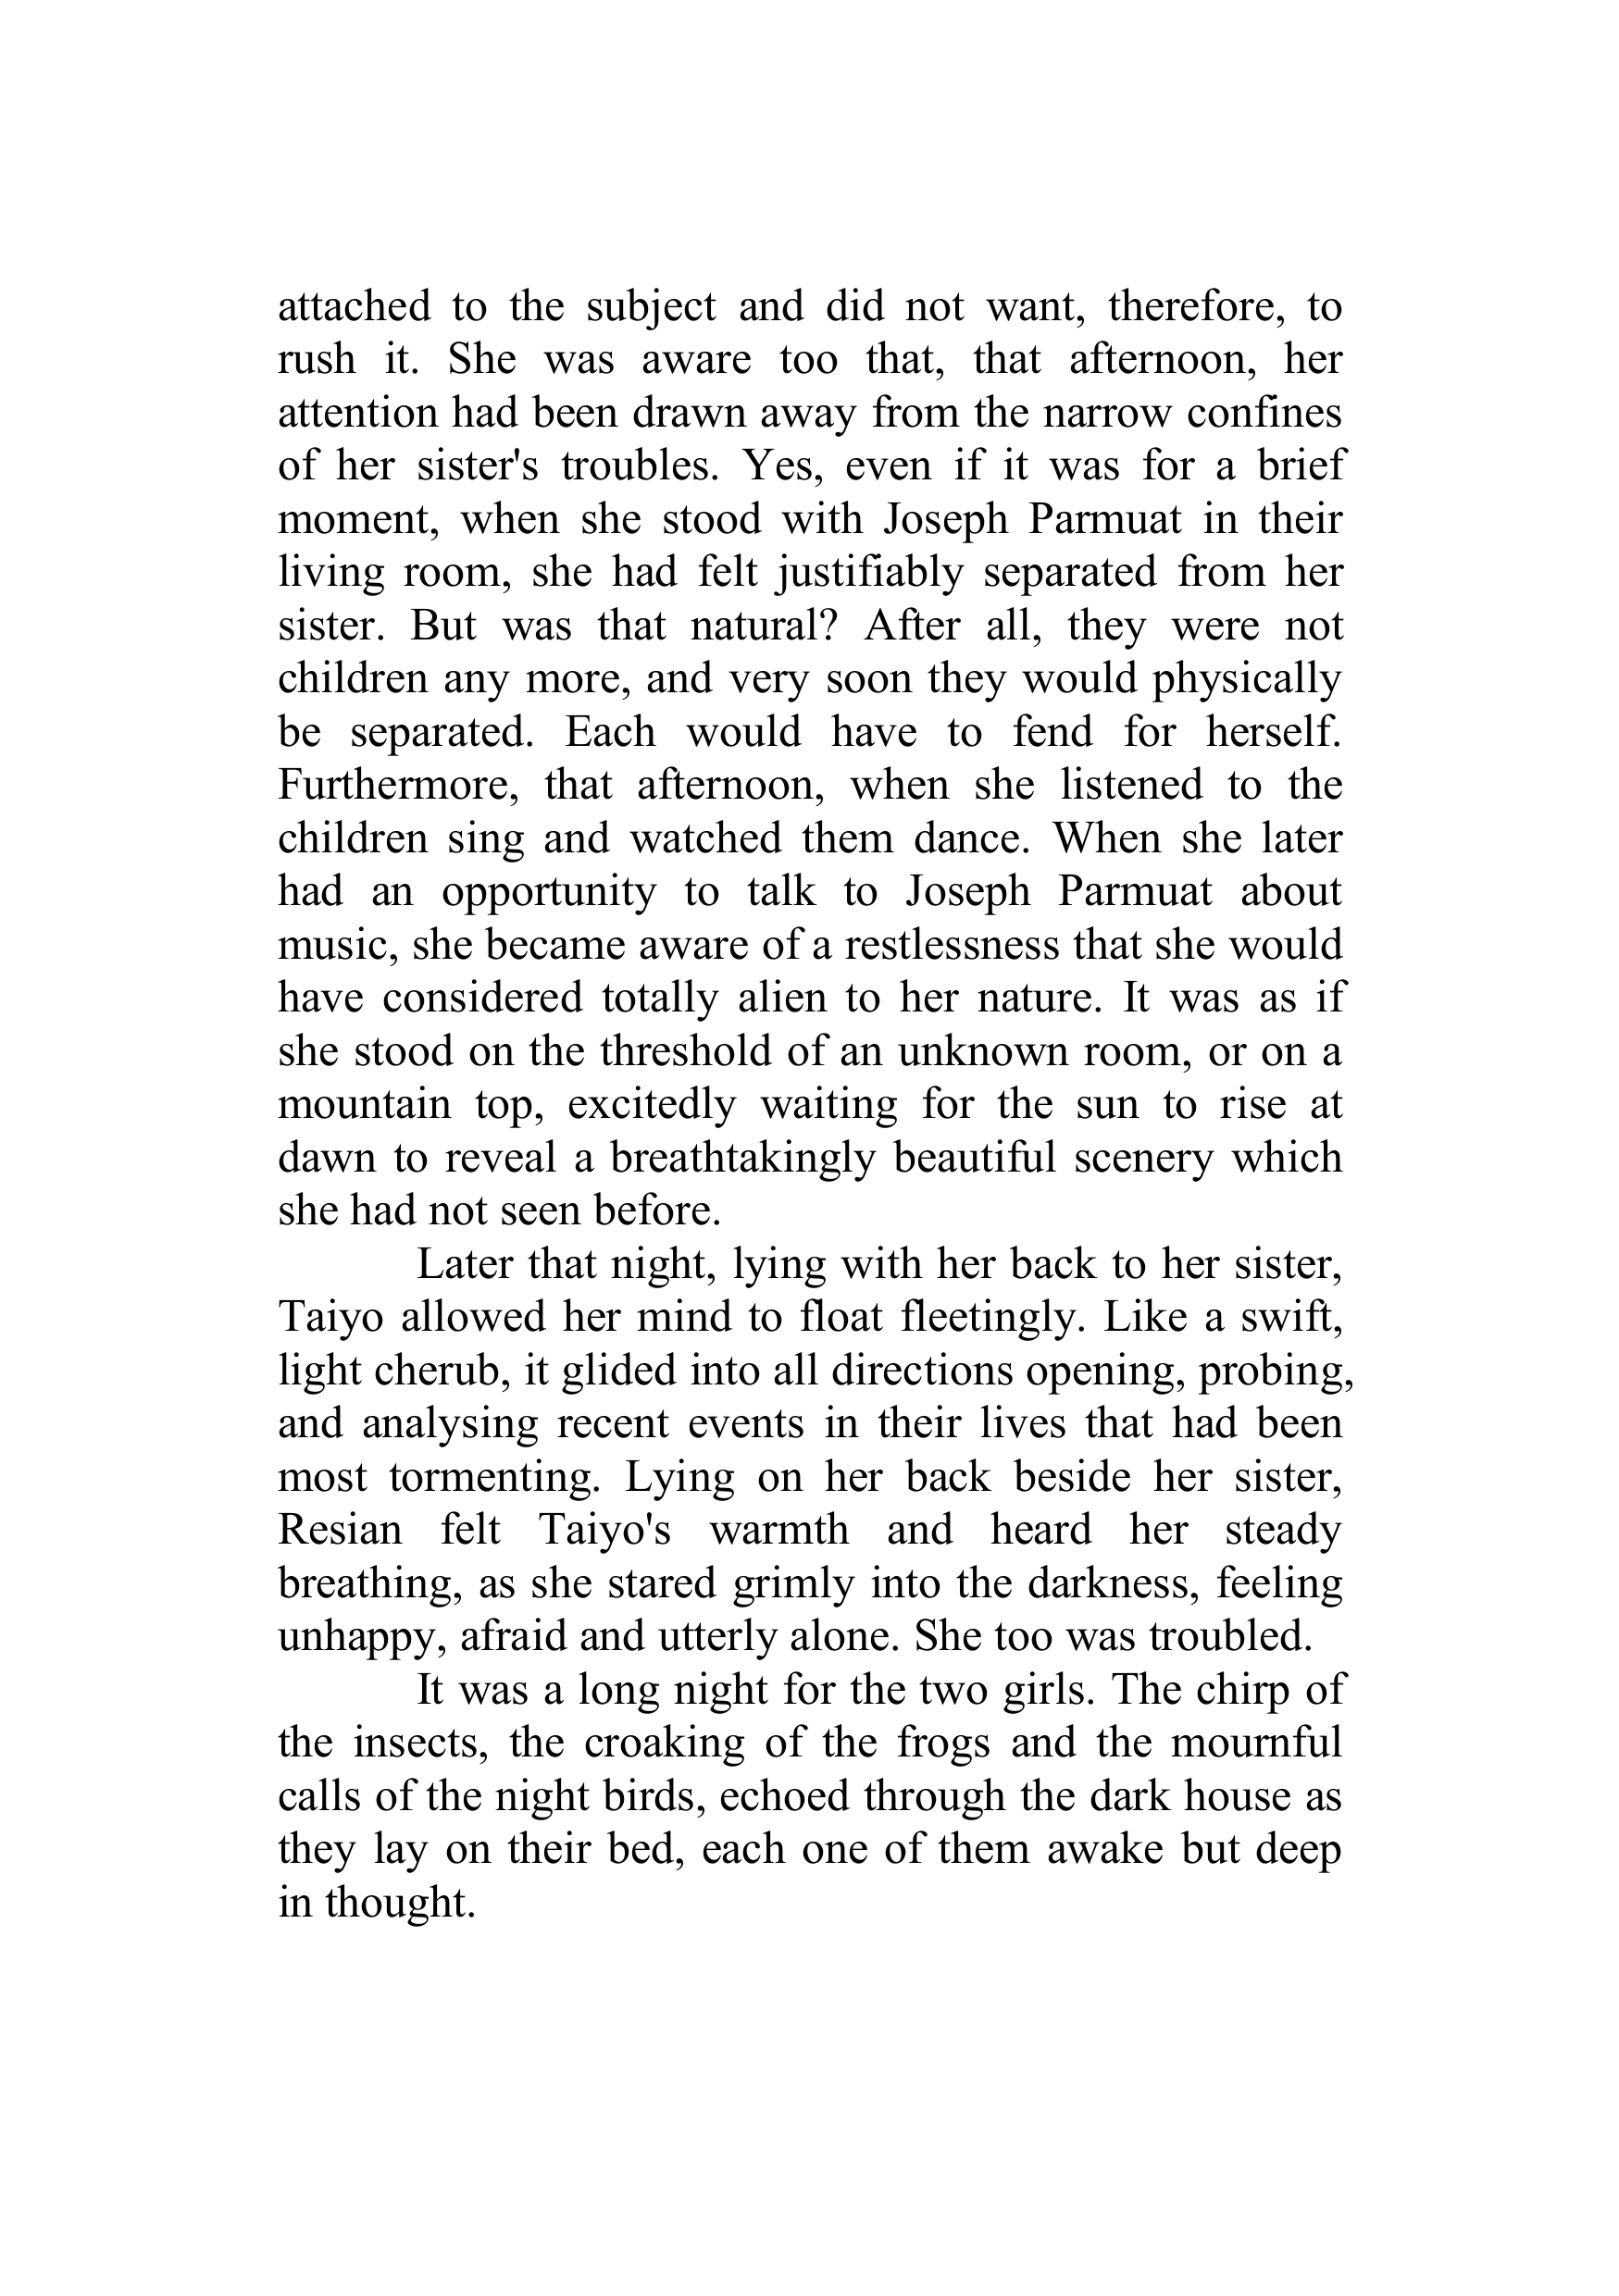 attached to the subject and did not want, therefore, to
rush it. She was aware too that, that afternoon, her
attention had been drawn away from the narrow confines
of her sister's troubles. Yes, even if it was for a brief
moment, when she stood with Joseph Parmuat in their
living room, she had felt justifiably separated from her
sister. But was that natural? After all, they were not
children any more, and very soon they would physically
be separated. Each would have to fend for herself.
Furthermore, that afternoon, when she listened to the
children sing and watched them dance. When she later
had an opportunity to talk to Joseph Parmuat about
music, she became aware of a restlessness that she would
have considered totally alien to her nature. It was as if
she stood on the threshold of an unknown room, or on a
mountain top, excitedly waiting for the sun to rise at
dawn to reveal a breathtakingly beautiful scenery which
she had not seen before.
Later that night, lying with her back to her sister,
Taiyo allowed her mind to float fleetingly. Like a swift,
light cherub, it glided into all directions opening, probing,
and analysing recent events in their lives that had been
most tormenting. Lying on her back beside her sister,
Resian felt Taiyo's warmth and heard her steady
breathing, as she stared grimly into the darkness, feeling
unhappy, afraid and utterly alone. She too was troubled.
It was a long night for the two girls. The chirp of
the insects, the croaking of the frogs and the mournful
calls of the night birds, echoed through the dark house as
they lay on their bed, each one of them awake but deep
in thought.